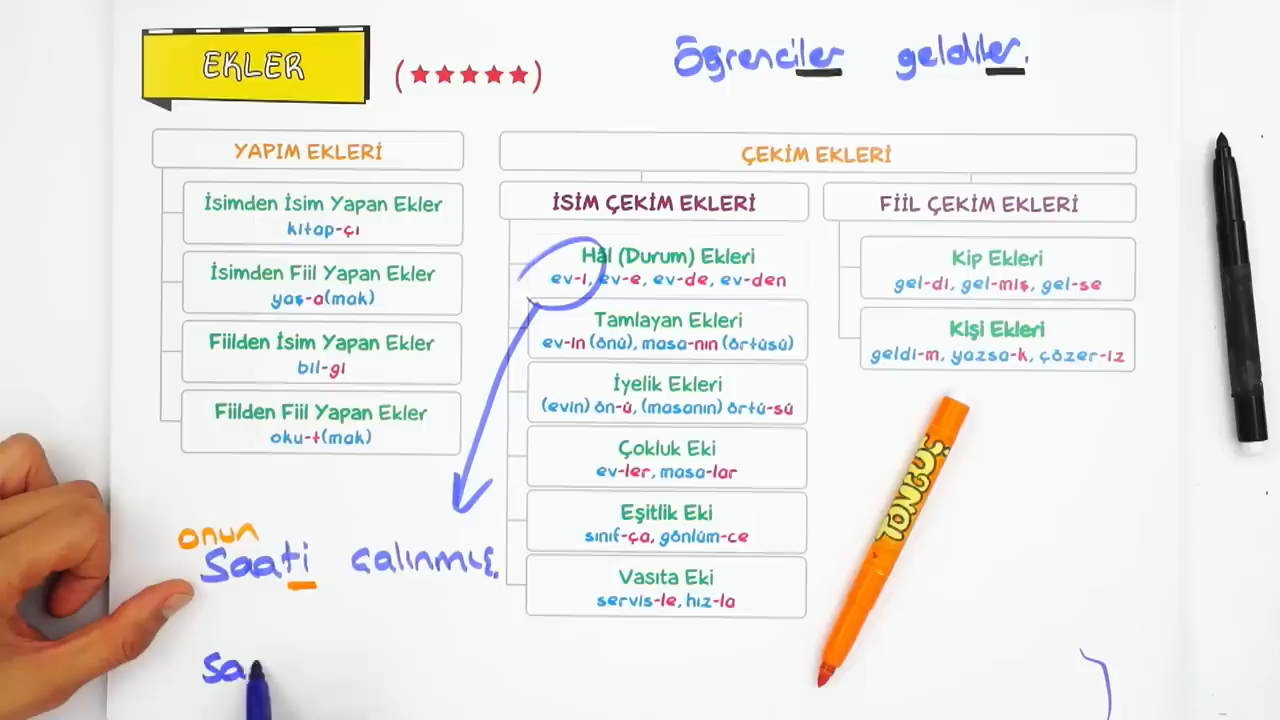 EKLER
(★★★★★)
Öğrenciler geldiler.
YAPIM EKLERİ
İsimden İsim Yapan Ekler
kitap-çı
İsimden Fiil Yapan Ekler
yaş-a(mak)
Fiilden İsim Yapan Ekler
bil-gi
Fiilden Fiil Yapan Ekler
oku-t(mak)
ÇEKİM EKLERİ
İSİM ÇEKİM EKLERİ
Hâl (Durum) Ekleri
ev-i, ev-e, ev-de, ev-den
Tamlayan Ekleri
ev-in (önü), masa-nın (örtüsü)
İyelik Ekleri
(evin) ön-ü, (masanın) örtü-sü
Çokluk Eki
ev-ler, masa-lar
Eşitlik Eki
sınıf-ça, gönlüm-ce
Vasıta Eki
servis-le, hız-la
FİİL ÇEKİM EKLERİ
Kip Ekleri
gel-di, gel-miş, gel-se
Kişi Ekleri
geldi-m, yazsa-k, çözer-iz
onun
Saati çalınmış.
Sa
TONGUÇ